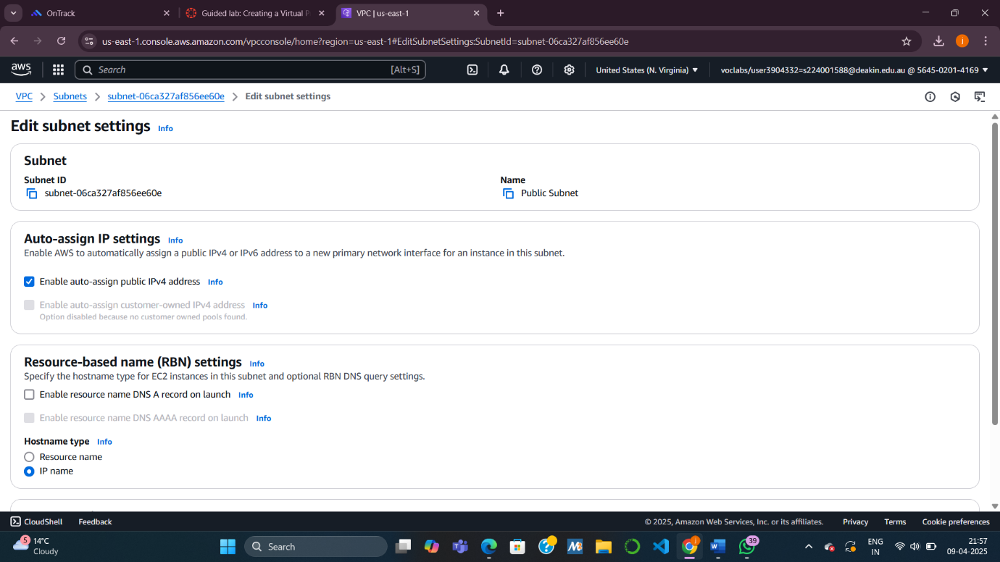 OnTrack
Guided lab: Creating a Virtual P
VPC | us-east-1
us-east-1.console.aws.amazon.com/vpcconsole/home?region=us-east-1#EditSubnetSettings:SubnetId=subnet-06ca327af856ee60e
j
aws
Search [Alt+S]
United States (N. Virginia)
voclabs/user3904332=s224001588@deakin.edu.au @ 5645-0201-4169
VPC > Subnets > subnet-06ca327af856ee60e > Edit subnet settings
Edit subnet settings Info
Subnet
Subnet ID
subnet-06ca327af856ee60e
Name
Public Subnet
Auto-assign IP settings Info
Enable AWS to automatically assign a public IPv4 or IPv6 address to a new primary network interface for an instance in this subnet.
Enable auto-assign public IPv4 address Info
Enable auto-assign customer-owned IPv4 address Info
Option disabled because no customer owned pools found.
Resource-based name (RBN) settings Info
Specify the hostname type for EC2 instances in this subnet and optional RBN DNS query settings.
Enable resource name DNS A record on launch Info
Enable resource name DNS AAAA record on launch Info
Hostname type Info
Resource name
IP name
CloudShell Feedback
© 2025, Amazon Web Services, Inc. or its affiliates. Privacy Terms Cookie preferences
5
14°C
Cloudy
Search
39
ENG
IN
21:57
09-04-2025